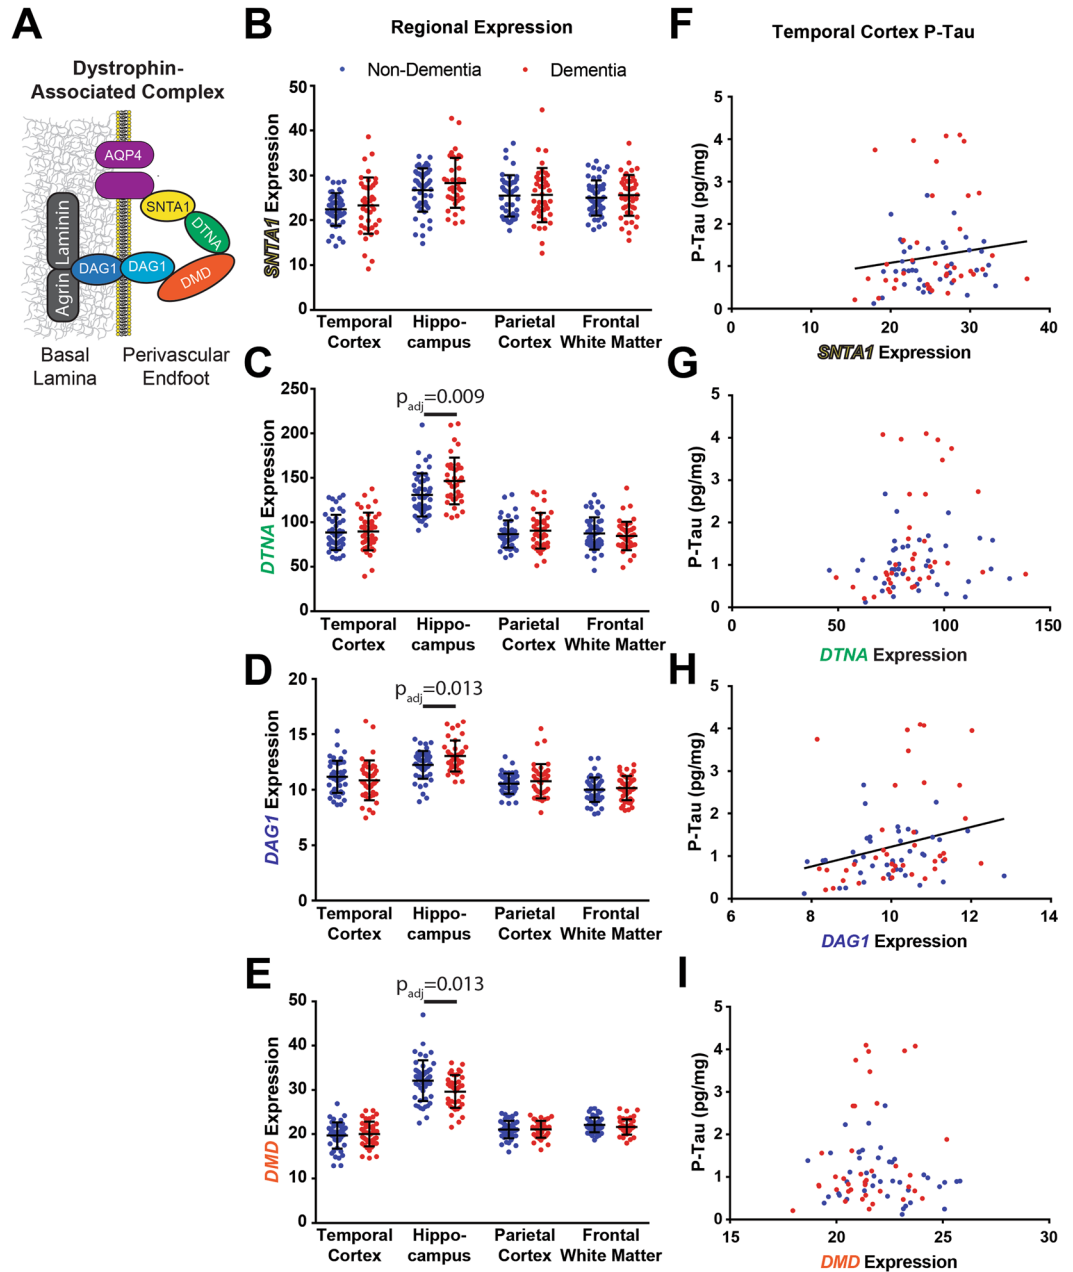 A
Dystrophin-
Associated Complex
AQP4
SNTA1
DTNA
Laminin
DAG1
DAG1
DMD
Agrin
Basal
Lamina
Perivascular
Endfoot
B
Regional Expression
Non-Dementia
Dementia
SNTA1 Expression
50
40
30
20
10
0
Temporal
Cortex
Hippo-
campus
Parietal
Cortex
Frontal
White Matter
C
DTNA Expression
250
200
150
100
50
0
padj=0.009
Temporal
Cortex
Hippo-
campus
Parietal
Cortex
Frontal
White Matter
D
DAG1 Expression
20
15
10
5
0
padj=0.013
Temporal
Cortex
Hippo-
campus
Parietal
Cortex
Frontal
White Matter
E
DMD Expression
50
40
30
20
10
0
padj=0.013
Temporal
Cortex
Hippo-
campus
Parietal
Cortex
Frontal
White Matter
F
Temporal Cortex P-Tau
P-Tau (pg/mg)
5
4
3
2
1
0
0 10 20 30 40
SNTA1 Expression
G
P-Tau (pg/mg)
5
4
3
2
1
0
0 50 100 150
DTNA Expression
H
P-Tau (pg/mg)
5
4
3
2
1
0
6 8 10 12 14
DAG1 Expression
I
P-Tau (pg/mg)
5
4
3
2
1
0
15 20 25 30
DMD Expression